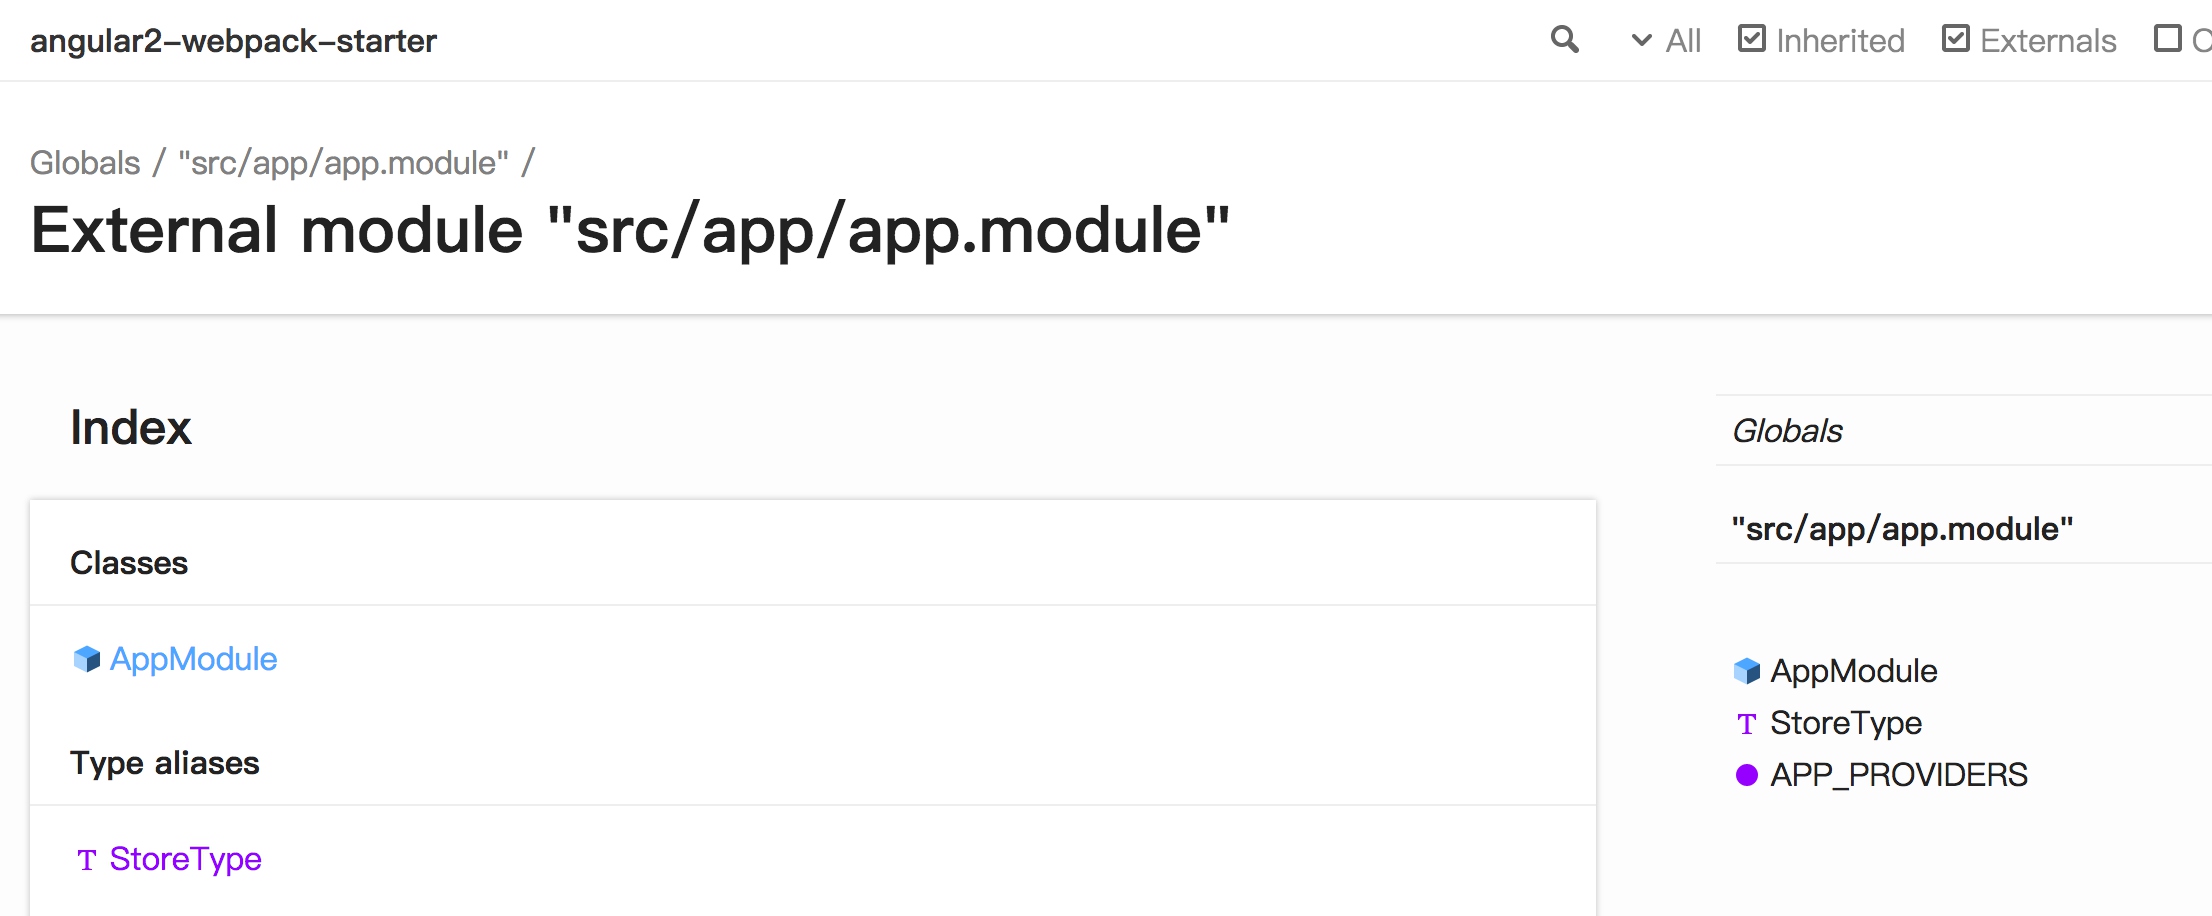 angular2-webpack-starter
All Inherited Externals
Globals / "src/app/app.module" /
External module "src/app/app.module"
Index
Classes
AppModule
Type aliases
T StoreType
Globals
"src/app/app.module"
AppModule
T StoreType
APP_PROVIDERS